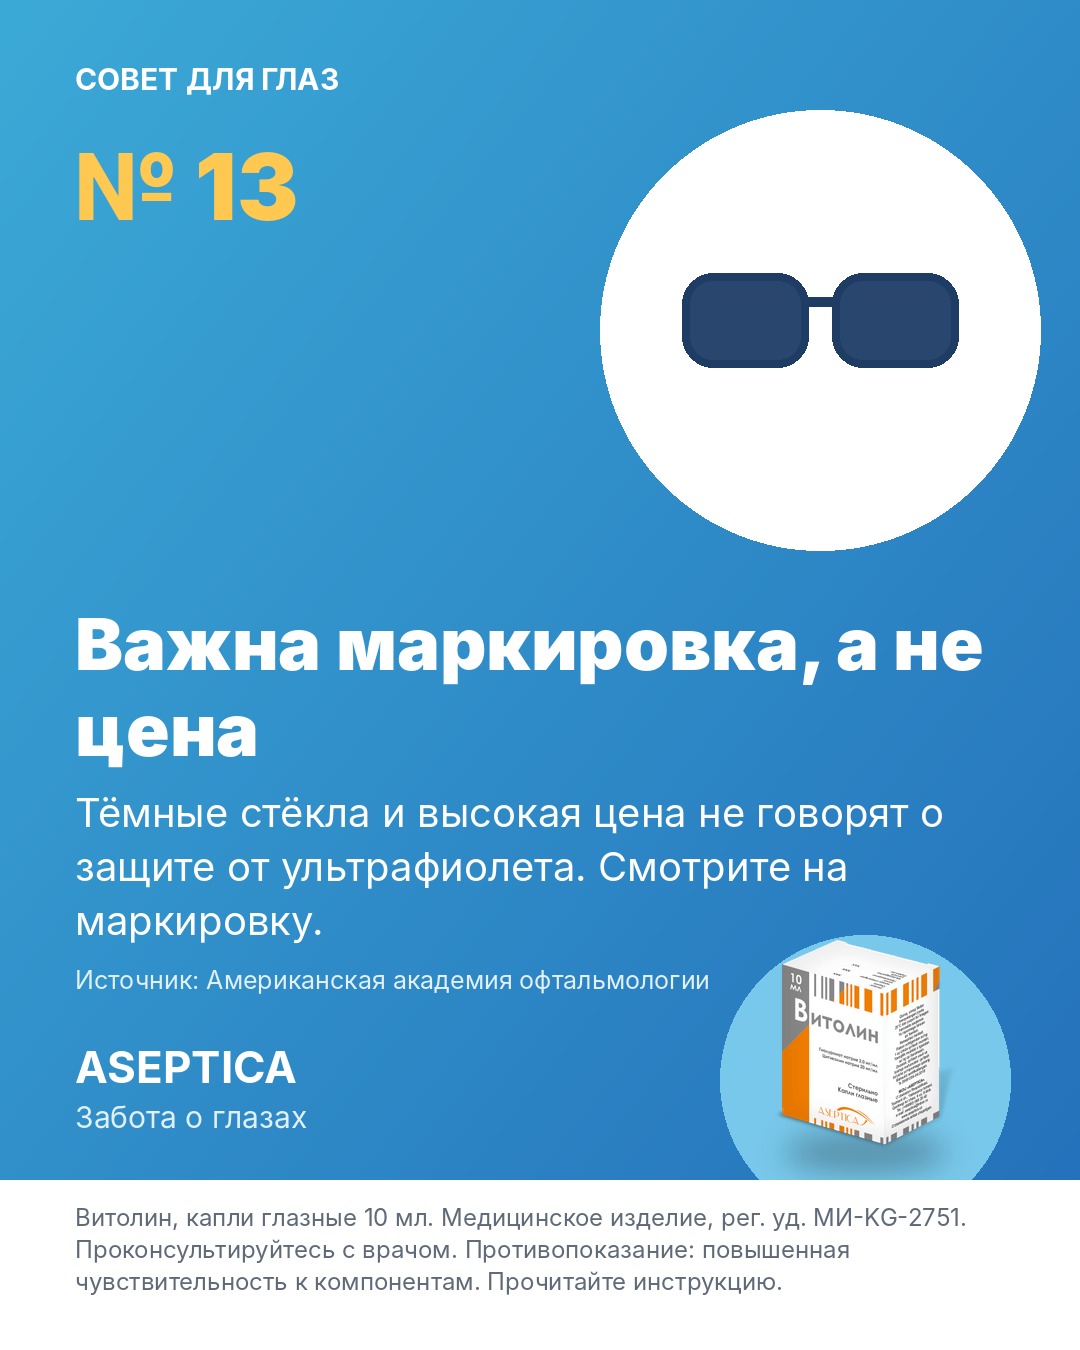 СОВЕТ ДЛЯ ГЛАЗ
№ 13
Важна маркировка, а не
цена
Тёмные стёкла и высокая цена не говорят о
защите от ультрафиолета. Смотрите на
маркировку.
Источник: Американская академия офтальмологии
10
МЛ
Витолин
Стерильно
Капли глазные
ASEPTICA
ASEPTICA
Забота о глазах
Витолин, капли глазные 10 мл. Медицинское изделие, рег. уд. МИ-KG-2751.
Проконсультируйтесь с врачом. Противопоказание: повышенная
чувствительность к компонентам. Прочитайте инструкцию.